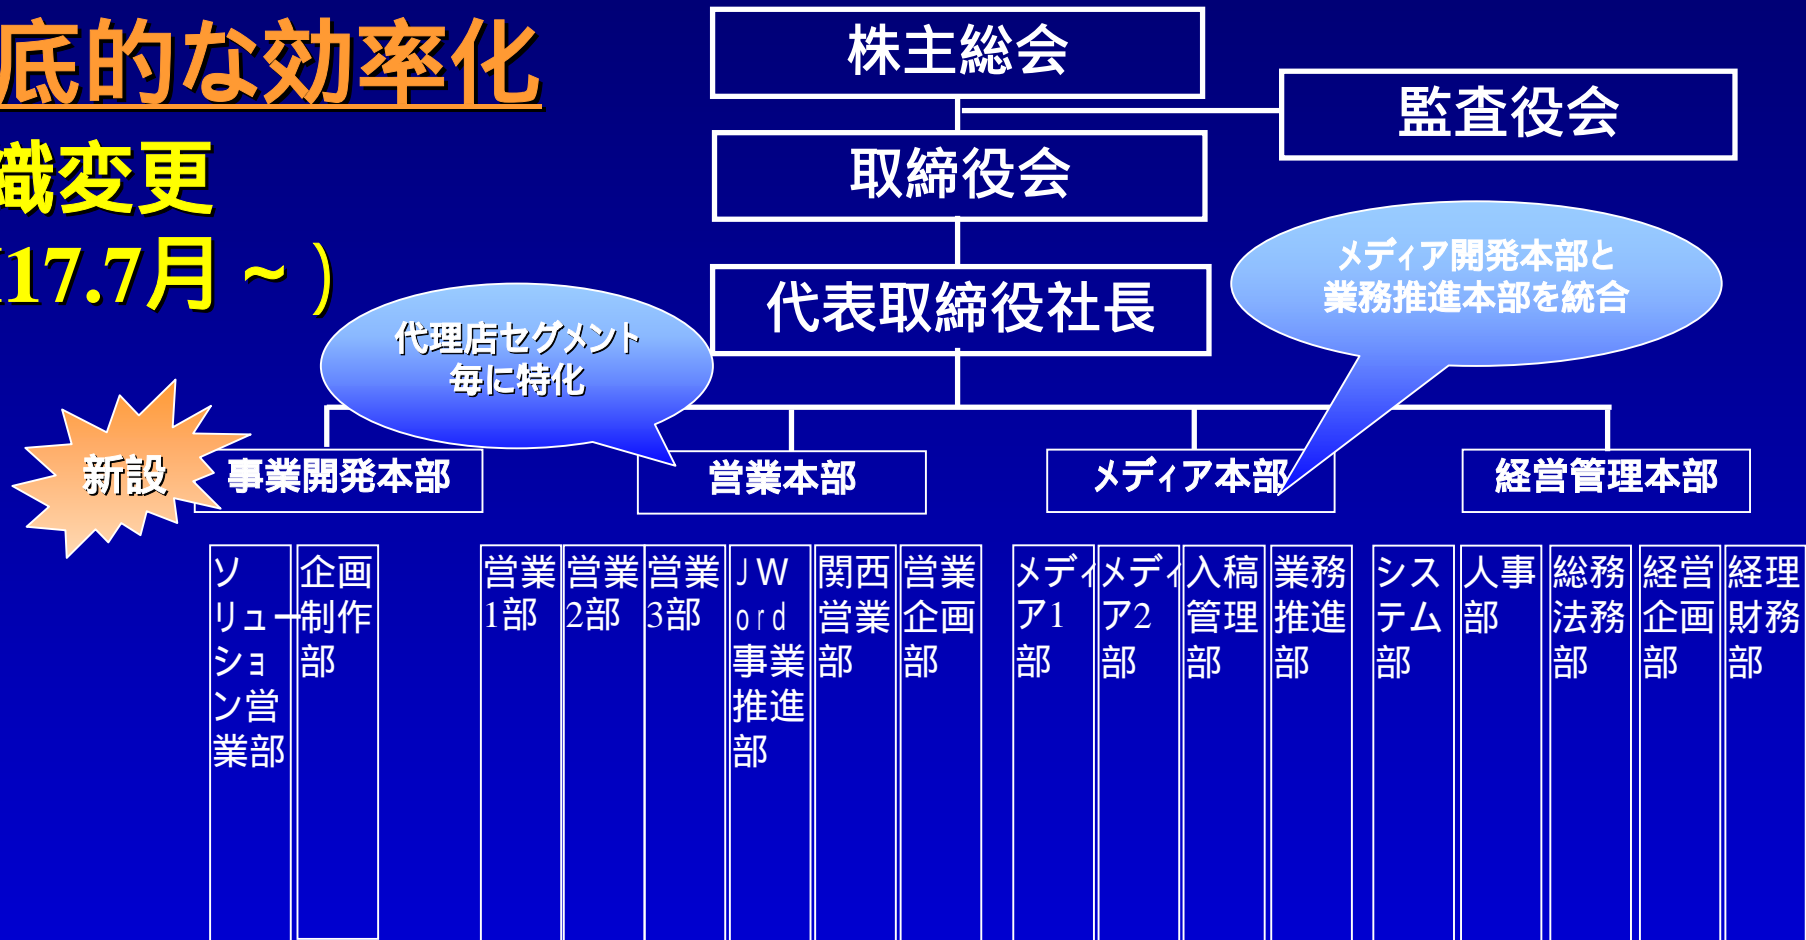 底的な効率化
織変更
(17.7月~)
株主総会
監査役会
取締役会
代表取締役社長
メディア開発本部と
業務推進本部を統合
代理店セグメント
毎に特化
新設
事業開発本部
営業本部
メディア本部
経営管理本部
ソ
リュー
ショ
ン営
業部
企画
制作
部
営業
1部
営業
2部
営業
3部
JW
ord
事業
推進
部
関西
営業
部
営業
企画
部
メディ
ア1
部
メディ
ア2
部
入稿
管理
部
業務
推進
部
シス
テム
部
人事
部
総務
法務
部
経営
企画
部
経理
財務
部